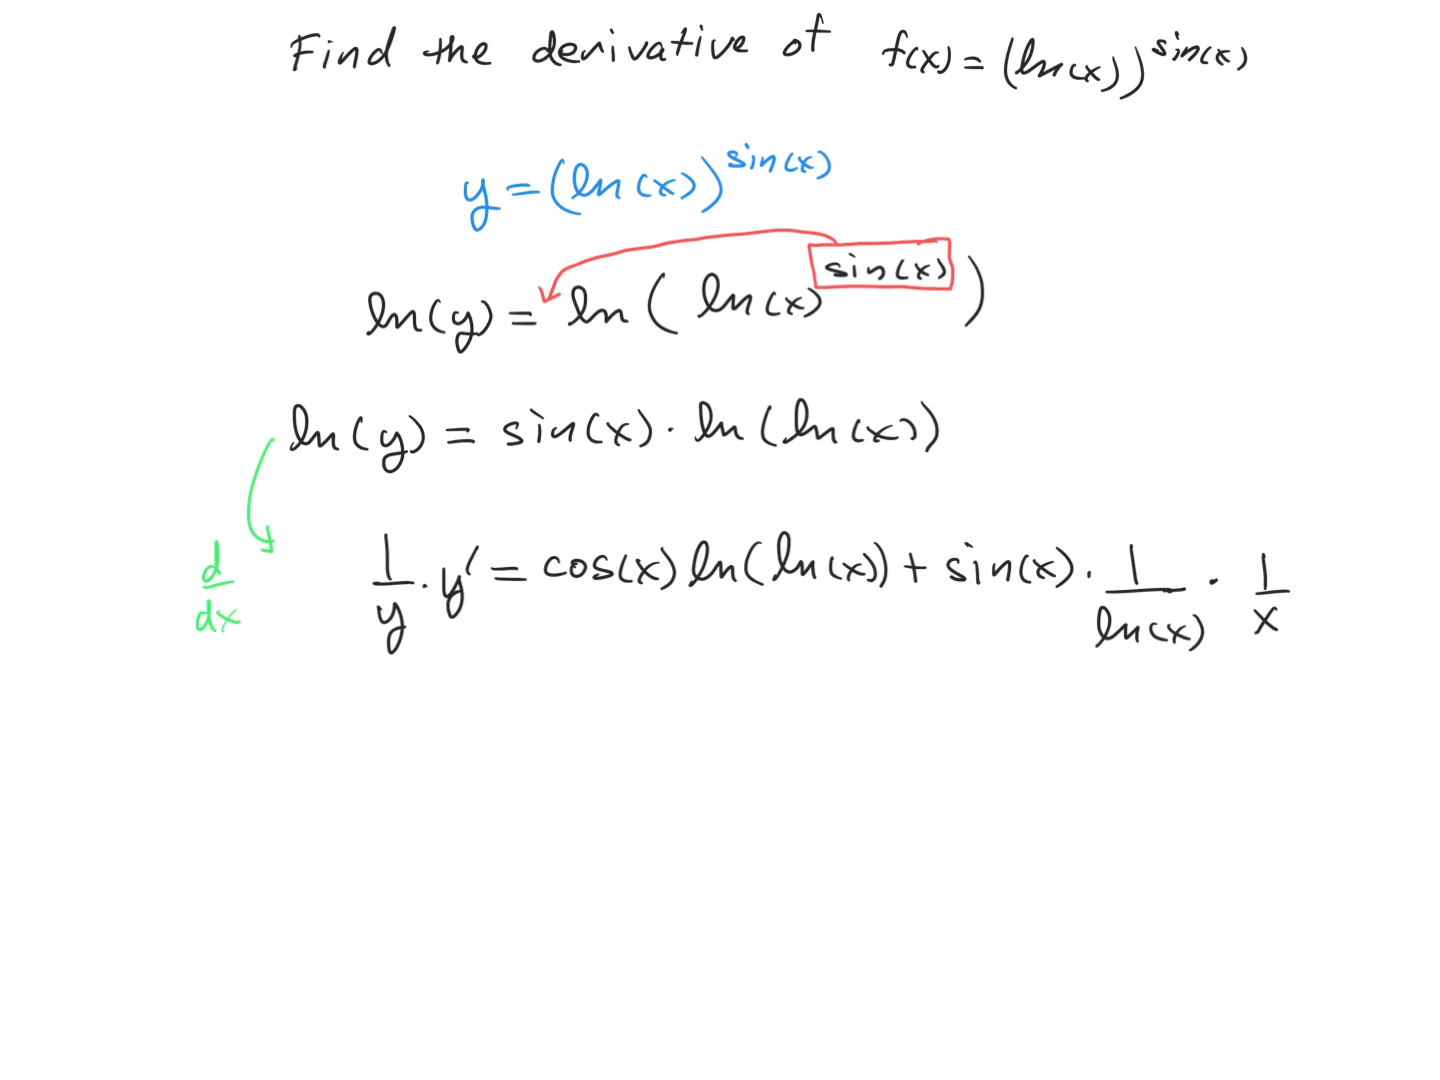 Find the derivative of f(x) = (ln(x))^sin(x)
y = (ln(x))^sin(x)
ln(y) = ln( ln(x)^sin(x) )
ln(y) = sin(x) · ln(ln(x))
d/dx
1/y · y' = cos(x) ln(ln(x)) + sin(x) · 1/ln(x) · 1/x